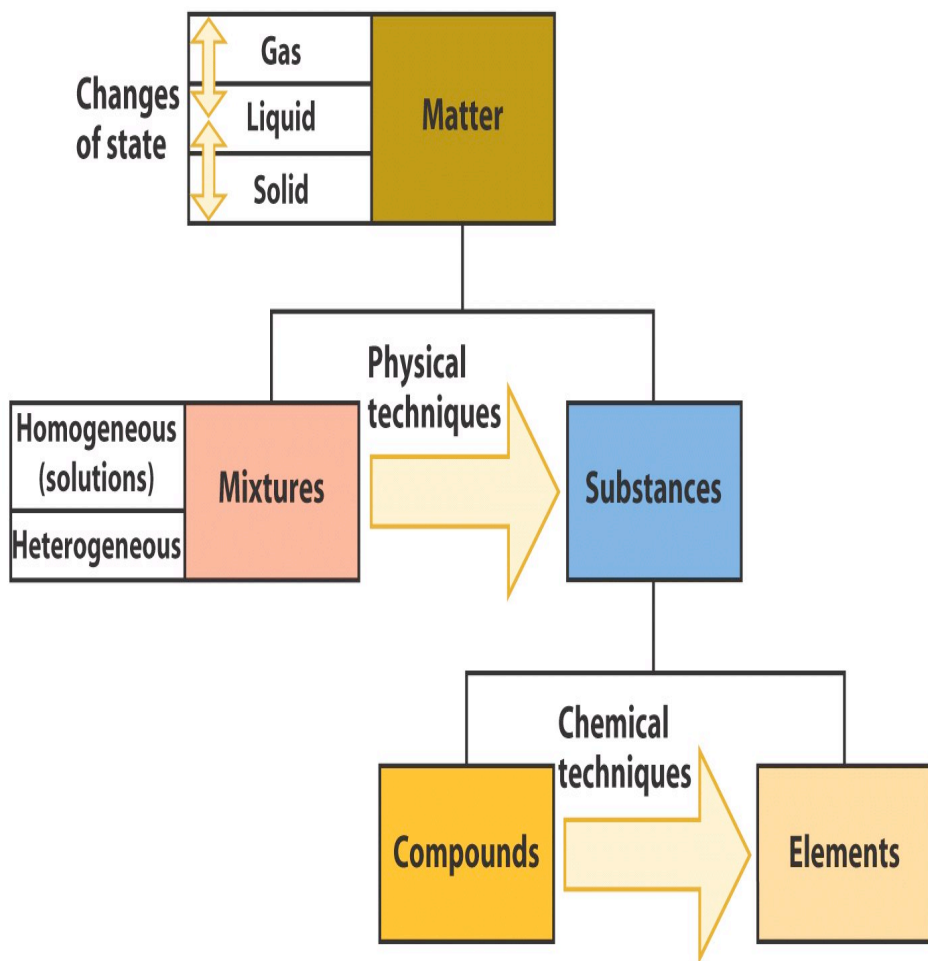 Gas
Changes
of state
Liquid
Matter
Solid
Physical
techniques
Homogeneous
(solutions)
Mixtures
Substances
Heterogeneous
Chemical
techniques
Compounds
Elements